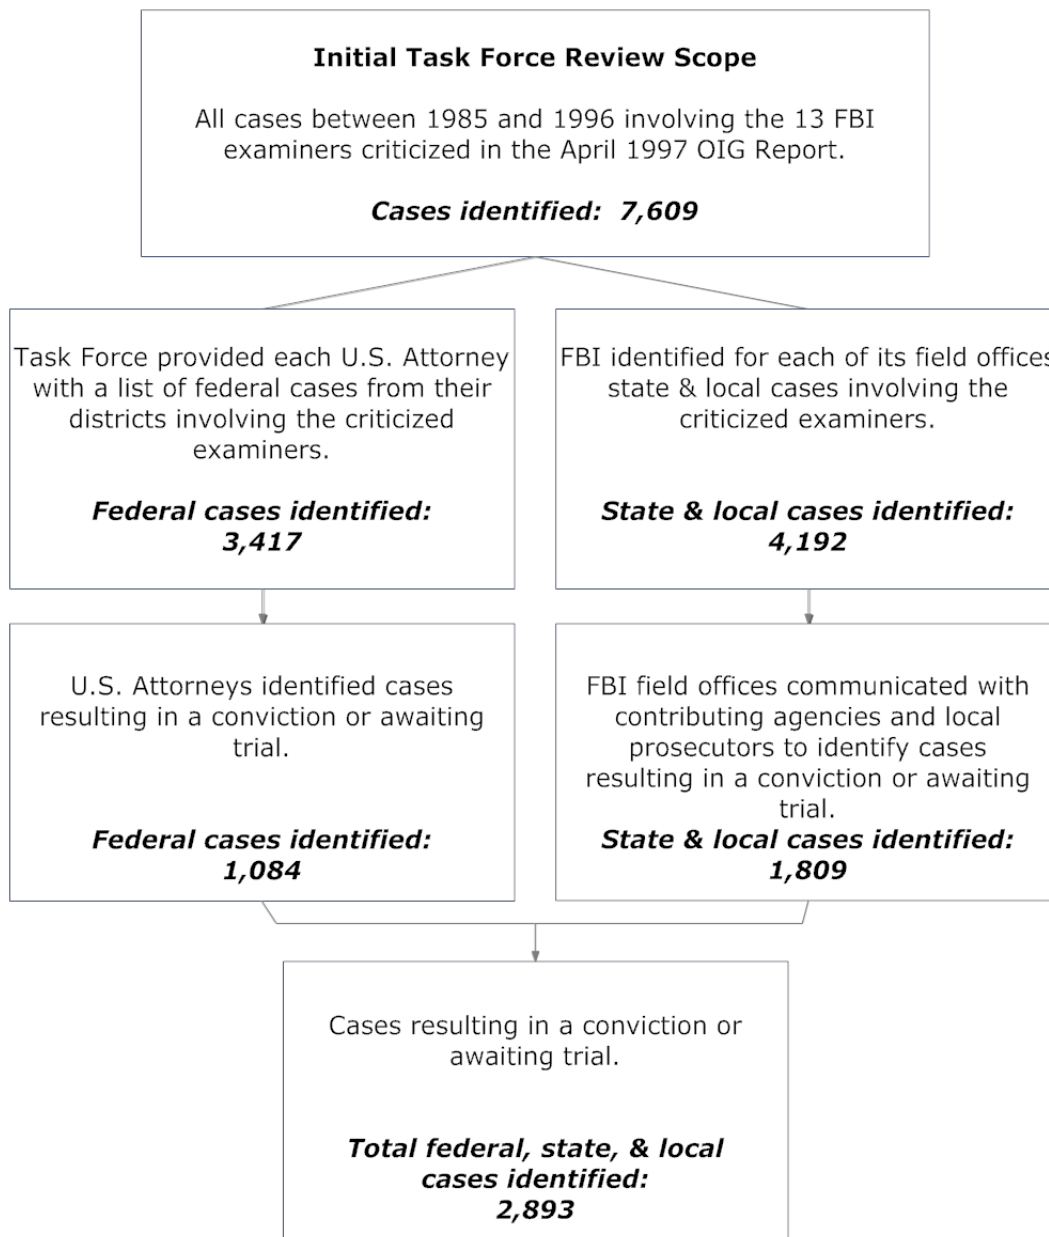 Initial Task Force Review Scope
All cases between 1985 and 1996 involving the 13 FBI
examiners criticized in the April 1997 OIG Report.
Cases identified:  7,609
Task Force provided each U.S. Attorney
with a list of federal cases from their
districts involving the criticized
examiners.
Federal cases identified:
3,417
FBI identified for each of its field offices
state & local cases involving the
criticized examiners.
State & local cases identified:
4,192
U.S. Attorneys identified cases
resulting in a conviction or awaiting
trial.
Federal cases identified:
1,084
FBI field offices communicated with
contributing agencies and local
prosecutors to identify cases
resulting in a conviction or awaiting
trial.
State & local cases identified:
1,809
Cases resulting in a conviction or
awaiting trial.
Total federal, state, & local
cases identified:
2,893